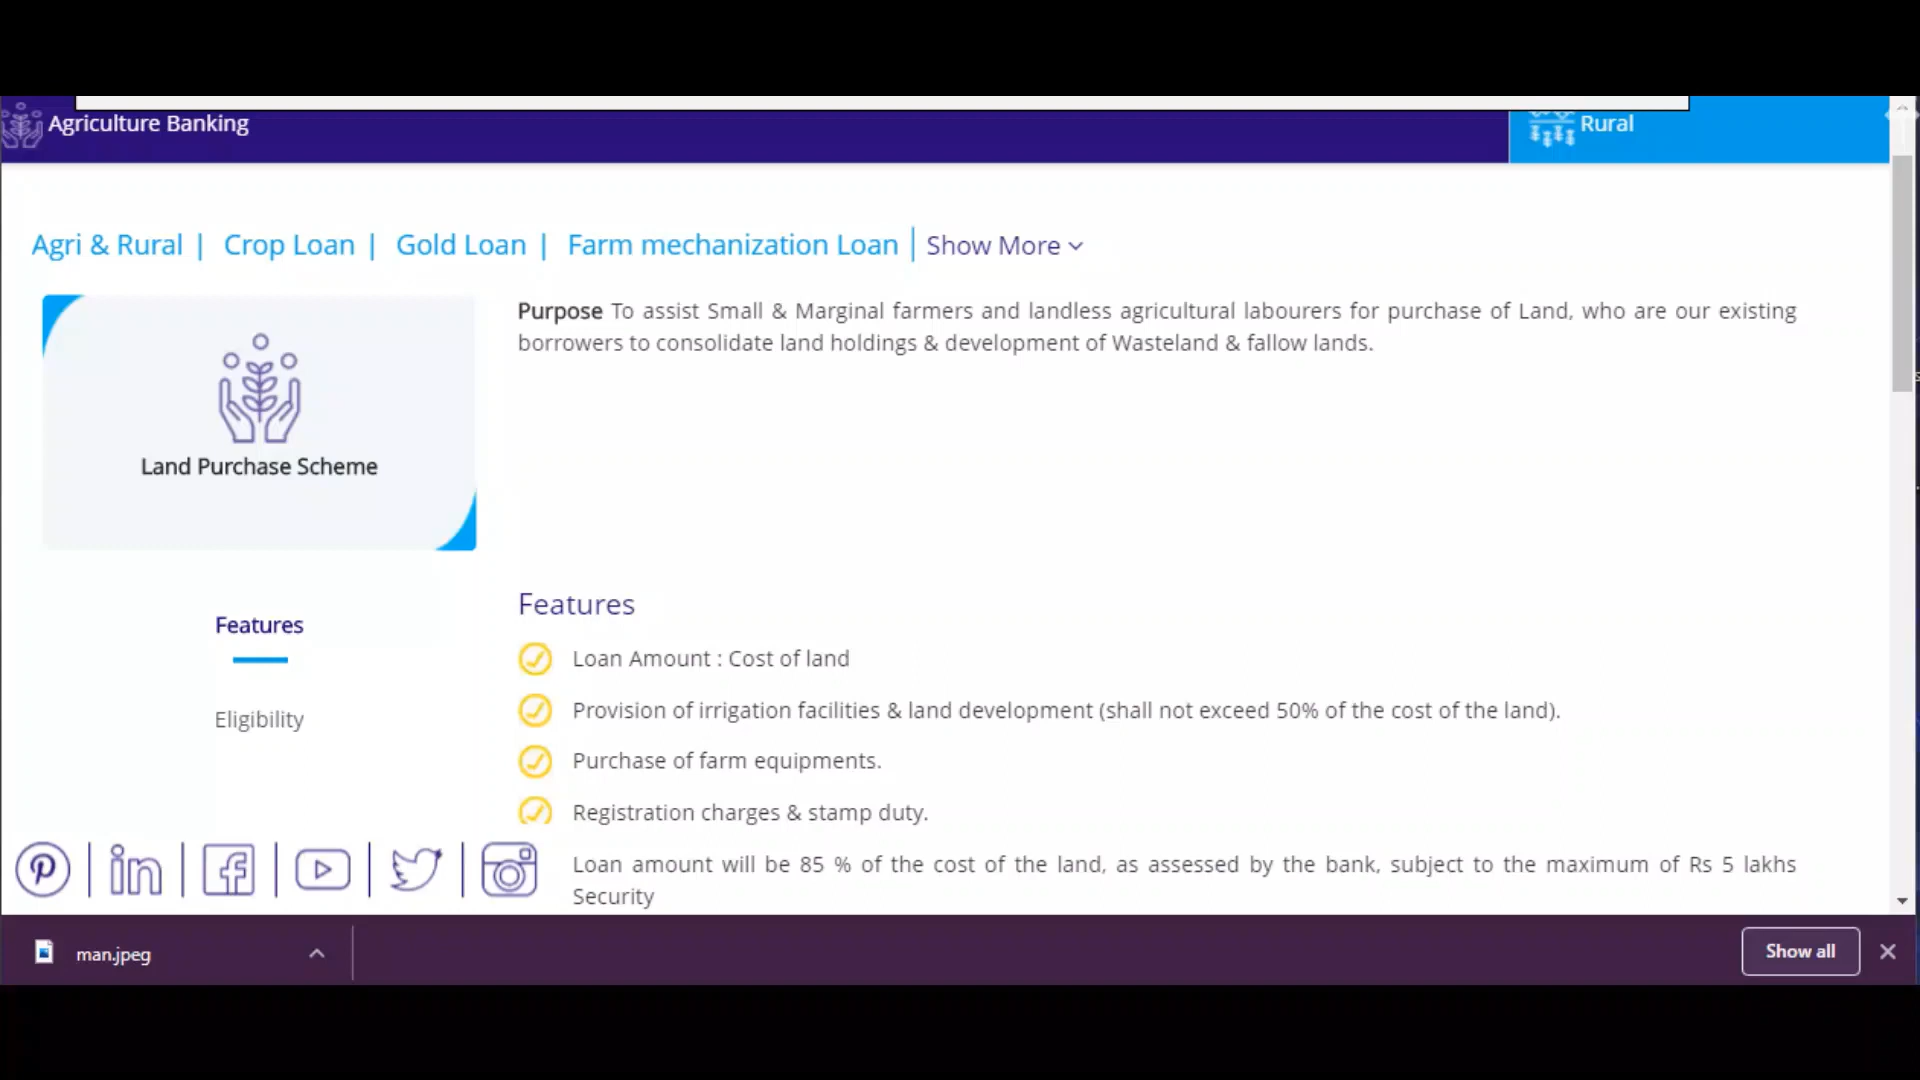 Agriculture Banking
Rural
Agri & Rural | Crop Loan | Gold Loan | Farm mechanization Loan | Show More
Purpose To assist Small & Marginal farmers and landless agricultural labourers for purchase of Land, who are our existing
borrowers to consolidate land holdings & development of Wasteland & fallow lands.
Land Purchase Scheme
Features
Eligibility
Features
Loan Amount : Cost of land
Provision of irrigation facilities & land development (shall not exceed 50% of the cost of the land).
Purchase of farm equipments.
Registration charges & stamp duty.
Loan amount will be 85 % of the cost of the land, as assessed by the bank, subject to the maximum of Rs 5 lakhs
Security
man.jpeg
Show all